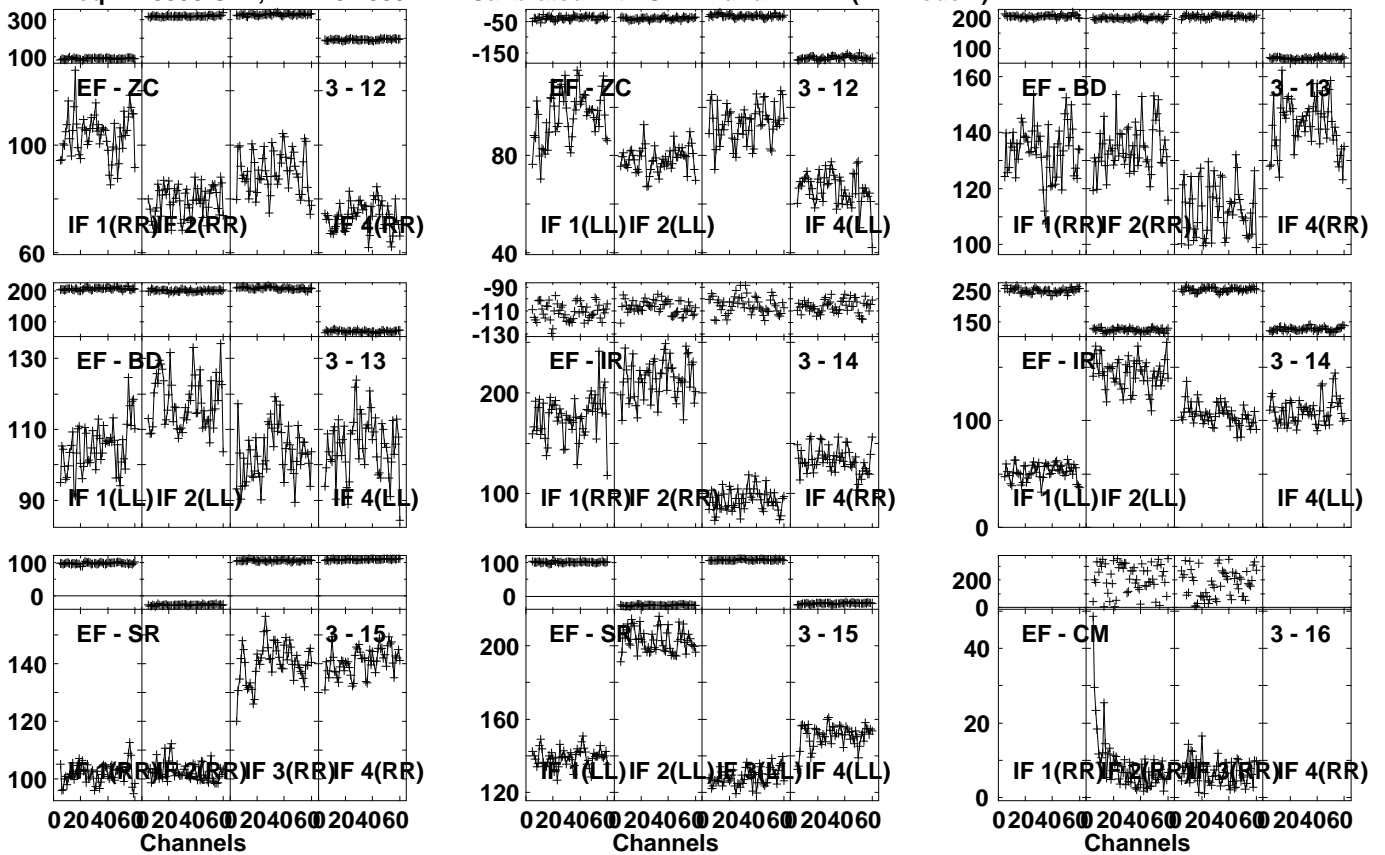 300
100
EF - ZC 3 - 12
100
IF 1(RR) IF 2(RR) IF 4(RR)
60
-50
-150
EF - ZC 3 - 12
80
IF 1(LL) IF 2(LL) IF 4(LL)
40
200
100
160
EF - BD 3 - 13
140
120
IF 1(RR) IF 2(RR) IF 4(RR)
100
200
100
130
EF - BD 3 - 13
110
90
IF 1(LL) IF 2(LL) IF 4(LL)
-90
-110
-130
EF - IR 3 - 14
200
100
IF 1(RR) IF 2(RR) IF 4(RR)
250
150
EF - IR 3 - 14
100
IF 1(LL) IF 2(LL) IF 4(LL)
0
100
0
EF - SR 3 - 15
140
120
100
IF 1(RR) IF 2(RR) IF 3(RR) IF 4(RR)
0 20 40 60 0 20 40 60 0 20 40 60 0 20 40 60
Channels
100
0
EF - SR 3 - 15
200
160
IF 1(LL) IF 2(LL) IF 3(LL) IF 4(LL)
120
0 20 40 60 0 20 40 60 0 20 40 60 0 20 40 60
Channels
200
0
EF - CM 3 - 16
40
20
IF 1(RR) IF 2(RR) IF 3(RR) IF 4(RR)
0
0 20 40 60 0 20 40 60 0 20 40 60 0 20 40 60
Channels